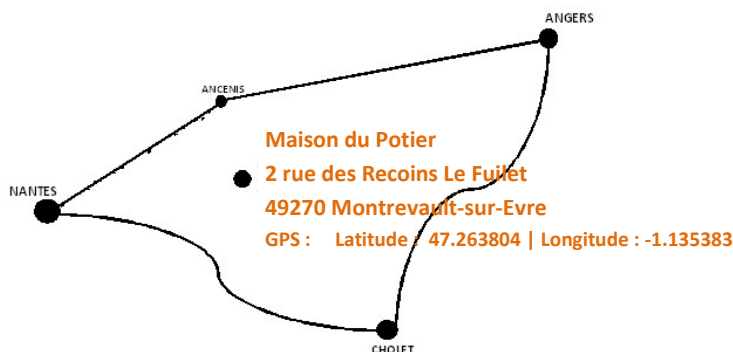 ANGERS
ANCENIS
Maison du Potier
2 rue des Recoins Le Fuilet
NANTES
49270 Montrevault-sur-Evre
GPS : Latitude : 47.263804 | Longitude : -1.135383
CHOLET